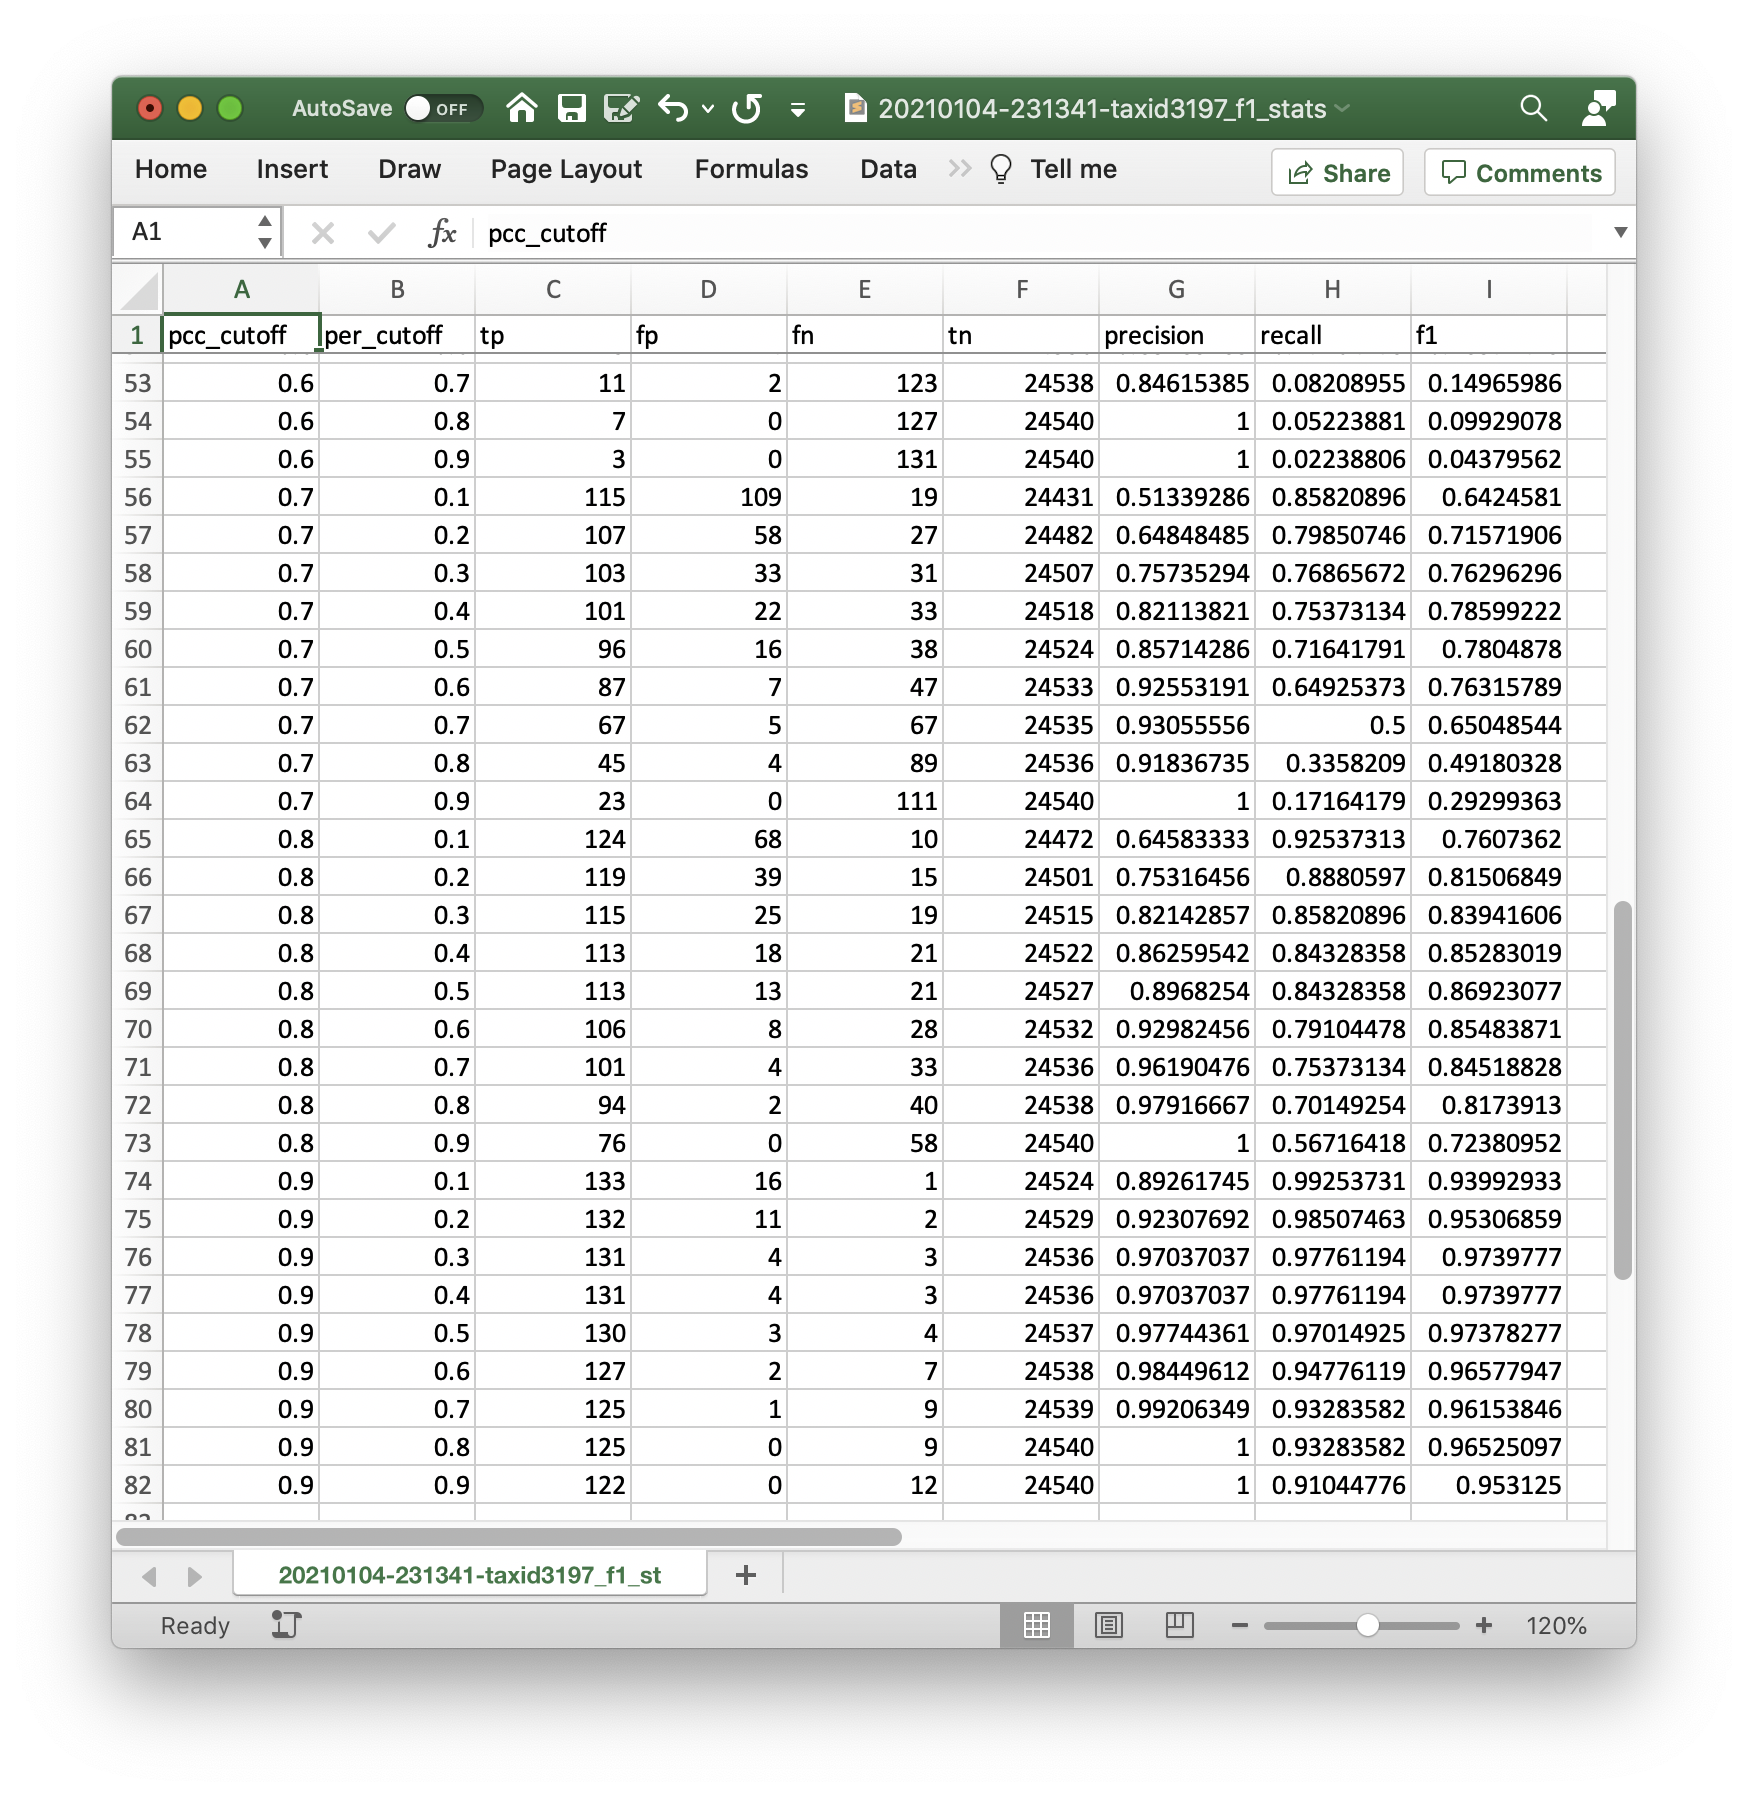 AutoSave OFF 20210104-231341-taxid3197_f1_stats
Home Insert Draw Page Layout Formulas Data >> Tell me Share Comments
A1 fx pcc_cutoff
A B C D E F G H I
1 pcc_cutoff per_cutoff tp fp fn tn precision recall f1
53 0.6 0.7 11 2 123 24538 0.84615385 0.08208955 0.14965986
54 0.6 0.8 7 0 127 24540 1 0.05223881 0.09929078
55 0.6 0.9 3 0 131 24540 1 0.02238806 0.04379562
56 0.7 0.1 115 109 19 24431 0.51339286 0.85820896 0.6424581
57 0.7 0.2 107 58 27 24482 0.64848485 0.79850746 0.71571906
58 0.7 0.3 103 33 31 24507 0.75735294 0.76865672 0.76296296
59 0.7 0.4 101 22 33 24518 0.82113821 0.75373134 0.78599222
60 0.7 0.5 96 16 38 24524 0.85714286 0.71641791 0.7804878
61 0.7 0.6 87 7 47 24533 0.92553191 0.64925373 0.76315789
62 0.7 0.7 67 5 67 24535 0.93055556 0.5 0.65048544
63 0.7 0.8 45 4 89 24536 0.91836735 0.3358209 0.49180328
64 0.7 0.9 23 0 111 24540 1 0.17164179 0.29299363
65 0.8 0.1 124 68 10 24472 0.64583333 0.92537313 0.7607362
66 0.8 0.2 119 39 15 24501 0.75316456 0.8880597 0.81506849
67 0.8 0.3 115 25 19 24515 0.82142857 0.85820896 0.83941606
68 0.8 0.4 113 18 21 24522 0.86259542 0.84328358 0.85283019
69 0.8 0.5 113 13 21 24527 0.8968254 0.84328358 0.86923077
70 0.8 0.6 106 8 28 24532 0.92982456 0.79104478 0.85483871
71 0.8 0.7 101 4 33 24536 0.96190476 0.75373134 0.84518828
72 0.8 0.8 94 2 40 24538 0.97916667 0.70149254 0.8173913
73 0.8 0.9 76 0 58 24540 1 0.56716418 0.72380952
74 0.9 0.1 133 16 1 24524 0.89261745 0.99253731 0.93992933
75 0.9 0.2 132 11 2 24529 0.92307692 0.98507463 0.95306859
76 0.9 0.3 131 4 3 24536 0.97037037 0.97761194 0.9739777
77 0.9 0.4 131 4 3 24536 0.97037037 0.97761194 0.9739777
78 0.9 0.5 130 3 4 24537 0.97744361 0.97014925 0.97378277
79 0.9 0.6 127 2 7 24538 0.98449612 0.94776119 0.96577947
80 0.9 0.7 125 1 9 24539 0.99206349 0.93283582 0.96153846
81 0.9 0.8 125 0 9 24540 1 0.93283582 0.96525097
82 0.9 0.9 122 0 12 24540 1 0.91044776 0.953125
20210104-231341-taxid3197_f1_st +
Ready 120%